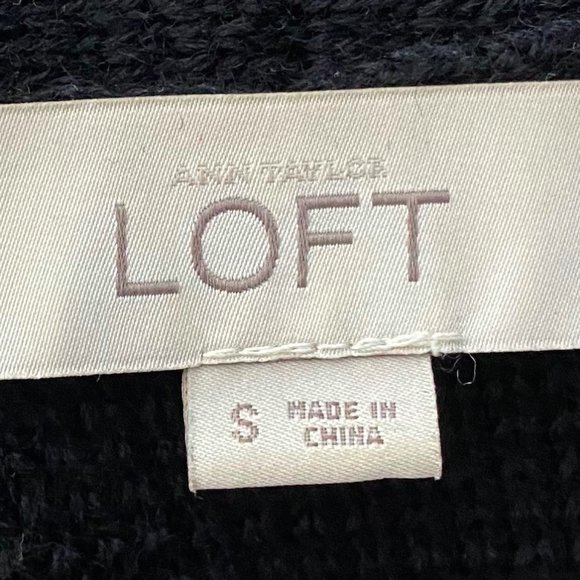 ANN TAYLOR
LOFT
S MADE IN
CHINA